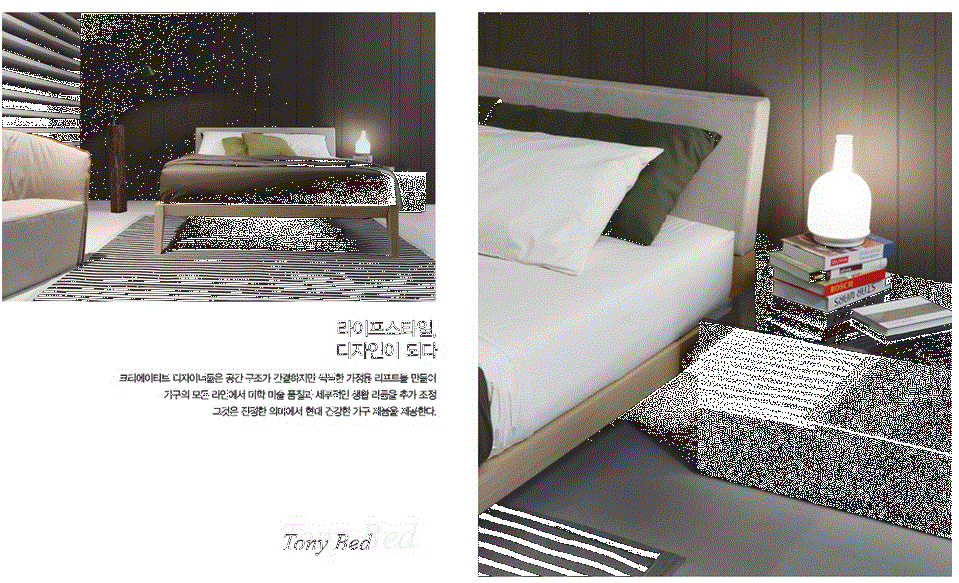 라이프스타일,
디자인이 되다
크리에이티브 디자이너들은 공간 구조가 간결하지만 독특한 가정용 리프트를 만들어
가구의 모든 라인에서 미학 미술 품질과 세부적인 생활 리듬을 추가 조정
그것은 진정한 의미에서 현대 건강한 가구 제품을 제공한다.
Tony Bed
BOSCH